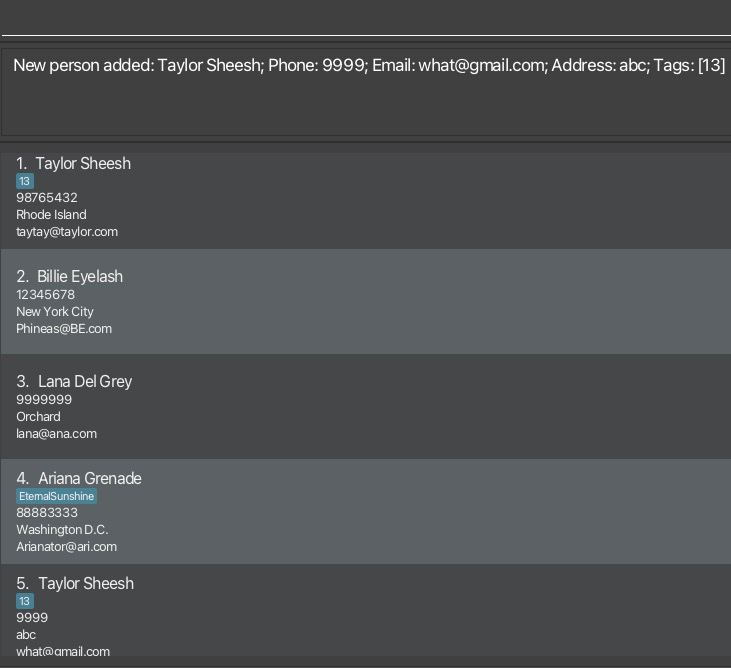 New person added: Taylor Sheesh; Phone: 9999; Email: what@gmail.com; Address: abc; Tags: [13]
1. Taylor Sheesh
13
98765432
Rhode Island
taytay@taylor.com
2. Billie Eyelash
12345678
New York City
Phineas@BE.com
3. Lana Del Grey
9999999
Orchard
lana@ana.com
4. Ariana Grenade
EternalSunshine
88883333
Washington D.C.
Arianator@ari.com
5. Taylor Sheesh
13
9999
abc
what@gmail.com